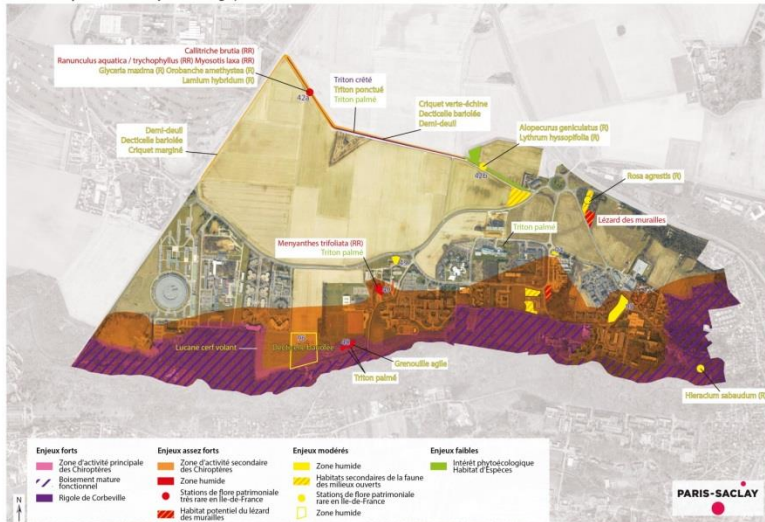 Callitriche brutia (RR)
Ranunculus aquatica / trychophyllus (RR) Myosotis laxa (RR)
Glyceria maxima (R) Orobanche amethystea (R)
Lamium hybridum (R)
42a
Triton crêté
Triton ponctué
Triton palmé
Criquet verte-échine
Decticelle bariolée
Demi-deuil
Demi-deuil
Decticelle bariolée
Criquet marginé
Alopecurus geniculatus (R)
Lythrum hyssopifolia (R)
42b
Rosa agrestis (R)
Lézard des murailles
Triton palmé
Menyanthes trifoliata (RR)
Triton palmé
Lucane cerf volant
Decticelle bariolée
Grenouille agile
Triton palmé
Hieracium sabaudum (R)
Enjeux forts
Zone d'activité principale
des Chiroptères
Boisement mature
fonctionnel
Rigole de Corbeville
Enjeux assez forts
Zone d'activité secondaire
des Chiroptères
Zone humide
Stations de flore patrimoniale
très rare en Ile-de-France
Habitat potentiel du lézard
des murailles
Enjeux modérés
Zone humide
Habitats secondaires de la faune
des milieux ouverts
Stations de flore patrimoniale
rare en Ile-de-France
Zone humide
Enjeux faibles
Intérêt phytoécologique
Habitat d'Espèces
N
PARIS-SACLAY